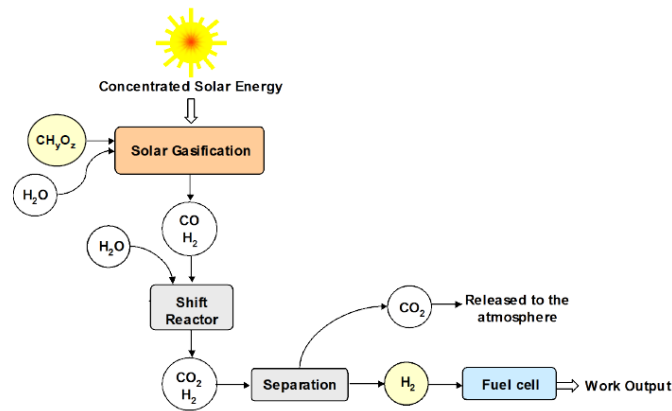 Concentrated Solar Energy
CHyOz
Solar Gasification
H2O
CO
H2
H2O
Shift
Reactor
CO2
Released to the
atmosphere
CO2
H2
Separation
H2
Fuel cell
Work Output